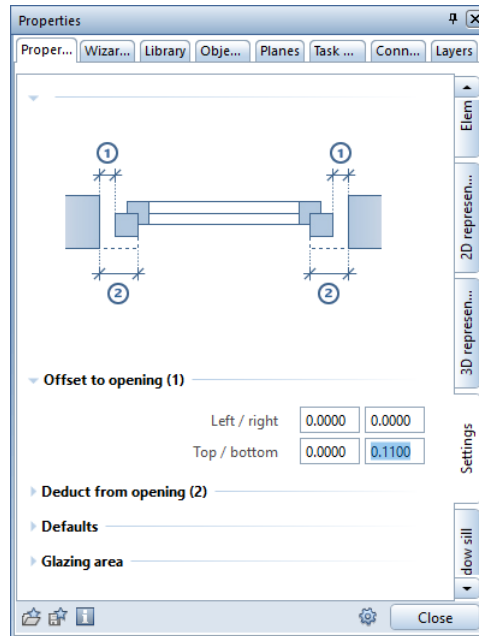 Properties
Proper... Wizar... Library Obje... Planes Task ... Conn... Layers
Elem
1 1
2 2
2D represen...
3D represen...
Offset to opening (1)
Left / right 0.0000 0.0000
Top / bottom 0.0000 0.1100
Settings
Deduct from opening (2)
Defaults
Glazing area
dow sill
Close